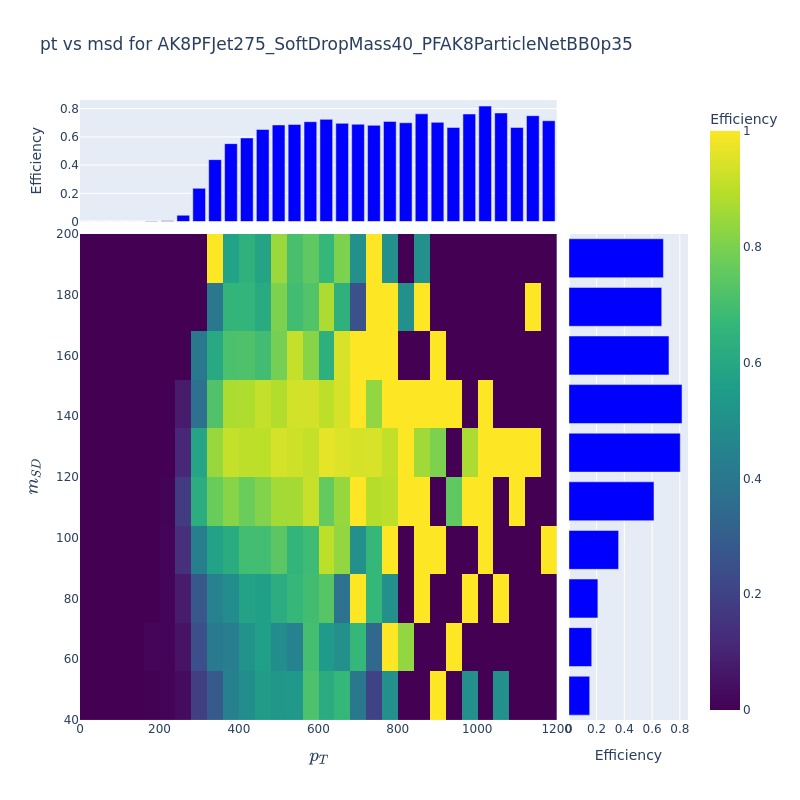 pt vs msd for AK8PFJet275_SoftDropMass40_PFAK8ParticleNetBB0p35
Efficiency
0.8
0.6
0.4
0.2
0
Efficiency
1
0.8
0.6
0.4
0.2
0
m_SD
200
180
160
140
120
100
80
60
40
0 200 400 600 800 1000 1200
p_T
0 0.2 0.4 0.6 0.8
Efficiency